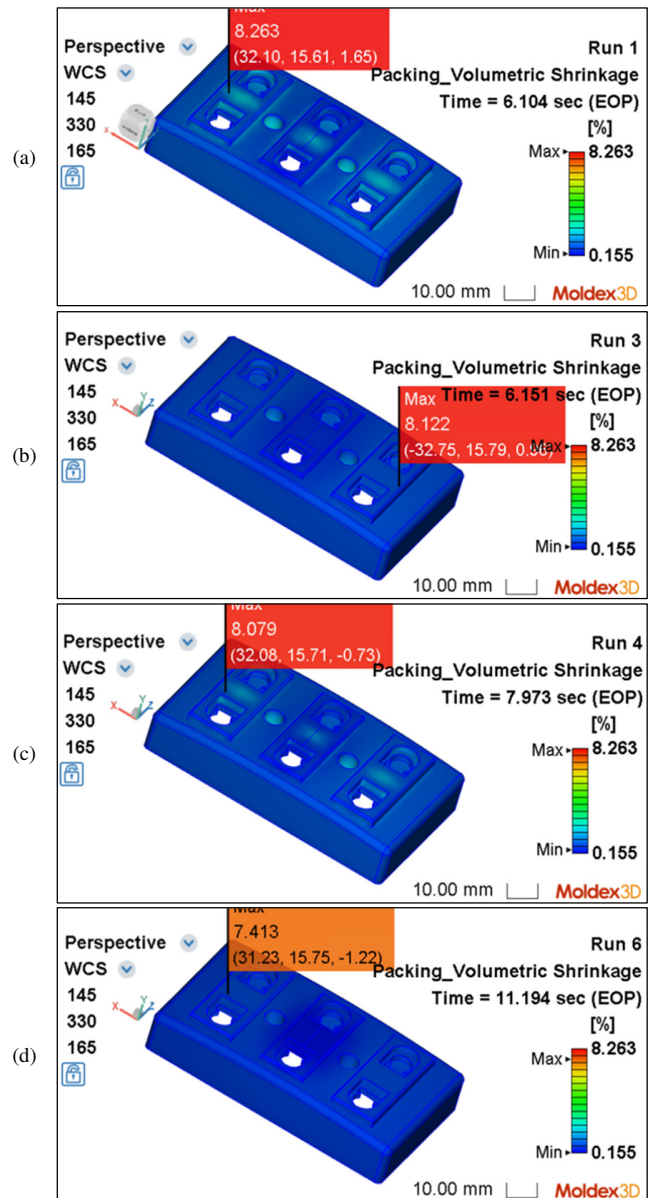 (a)
Perspective
WCS
145
330
165
Max
8.263
(32.10, 15.61, 1.65)
Run 1
Packing_Volumetric Shrinkage
Time = 6.104 sec (EOP)
[%]
Max 8.263
Min 0.155
10.00 mm
Moldex3D
(b)
Perspective
WCS
145
330
165
Run 3
Packing_Volumetric Shrinkage
Max
Time = 6.151 sec (EOP)
8.122
(-32.75, 15.79,
[%]
Max 8.263
Min 0.155
10.00 mm
Moldex3D
(c)
Perspective
WCS
145
330
165
Max
8.079
(32.08, 15.71, -0.73)
Run 4
Packing_Volumetric Shrinkage
Time = 7.973 sec (EOP)
[%]
Max 8.263
Min 0.155
10.00 mm
Moldex3D
(d)
Perspective
WCS
145
330
165
Max
7.413
(31.23, 15.75, -1.22)
Run 6
Packing_Volumetric Shrinkage
Time = 11.194 sec (EOP)
[%]
8.263
Max
Min 0.155
10.00 mm
Moldex3D